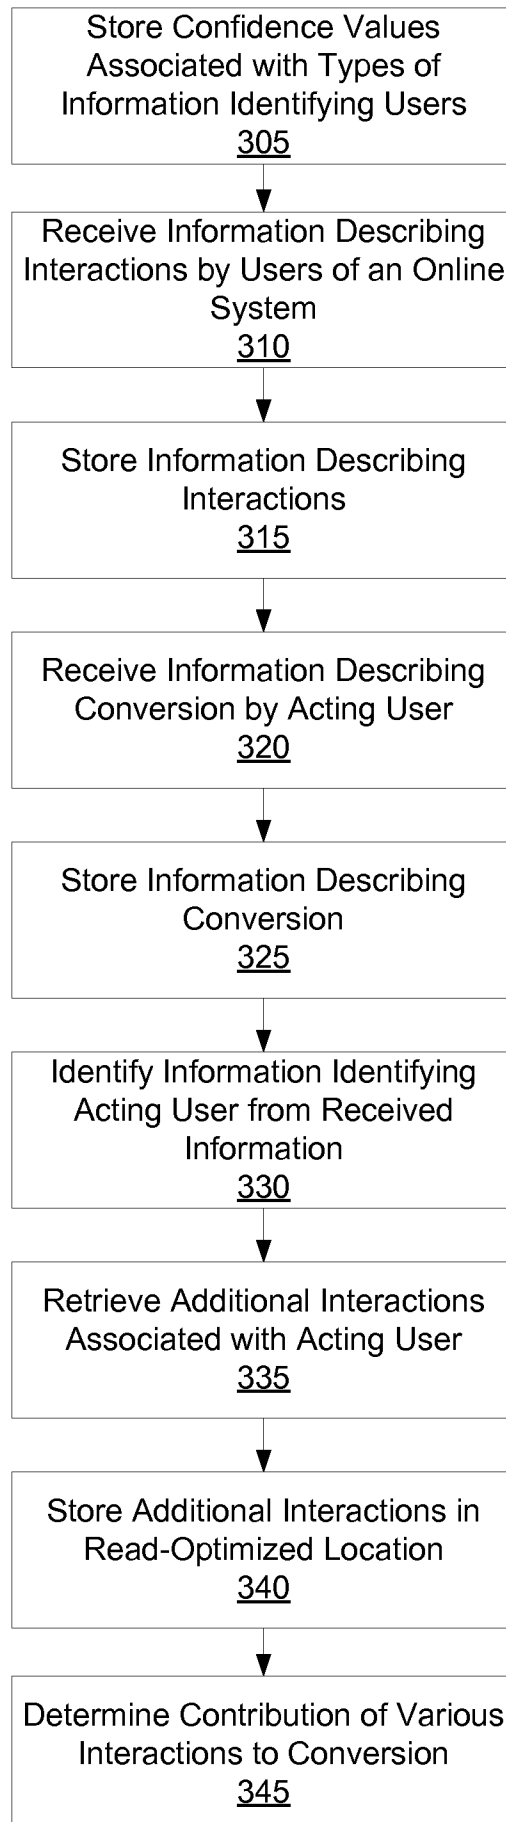 Store Confidence Values
Associated with Types of
Information Identifying Users
305
Receive Information Describing
Interactions by Users of an Online
System
310
Store Information Describing
Interactions
315
Receive Information Describing
Conversion by Acting User
320
Store Information Describing
Conversion
325
Identify Information Identifying
Acting User from Received
Information
330
Retrieve Additional Interactions
Associated with Acting User
335
Store Additional Interactions in
Read-Optimized Location
340
Determine Contribution of Various
Interactions to Conversion
345